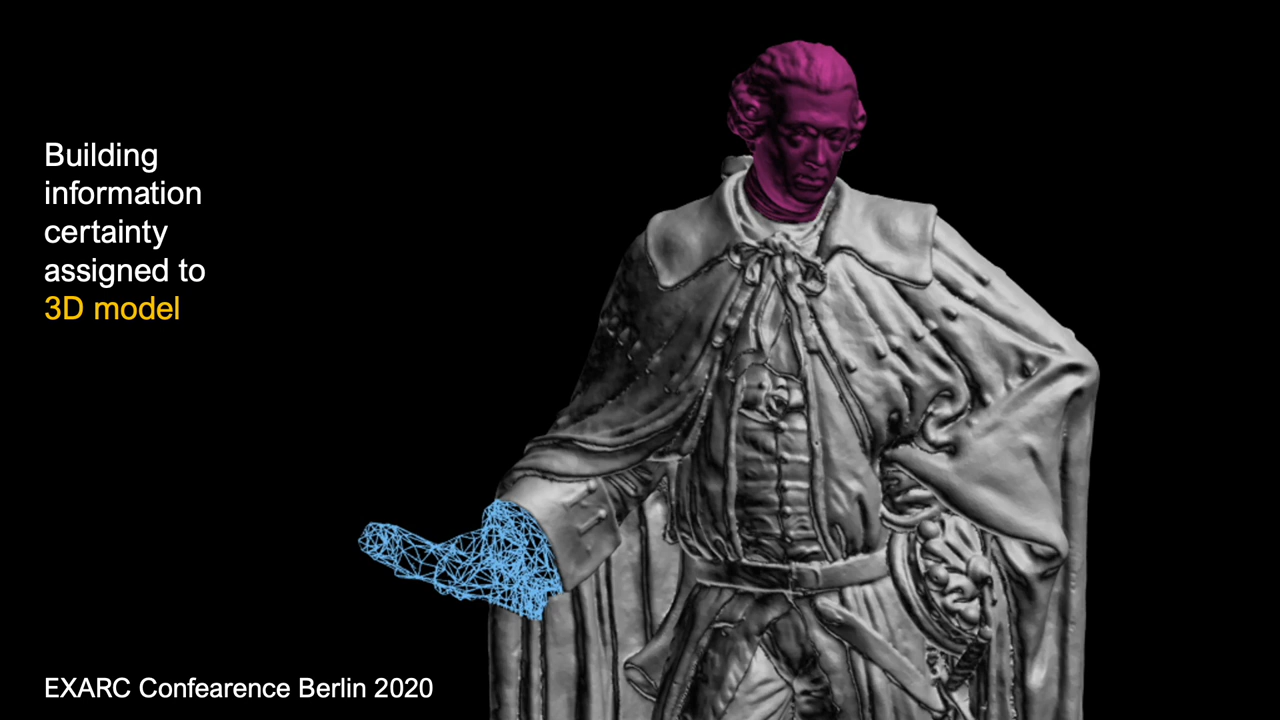 Building
information
certainty
assigned to
3D model
EXARC Confearence Berlin 2020